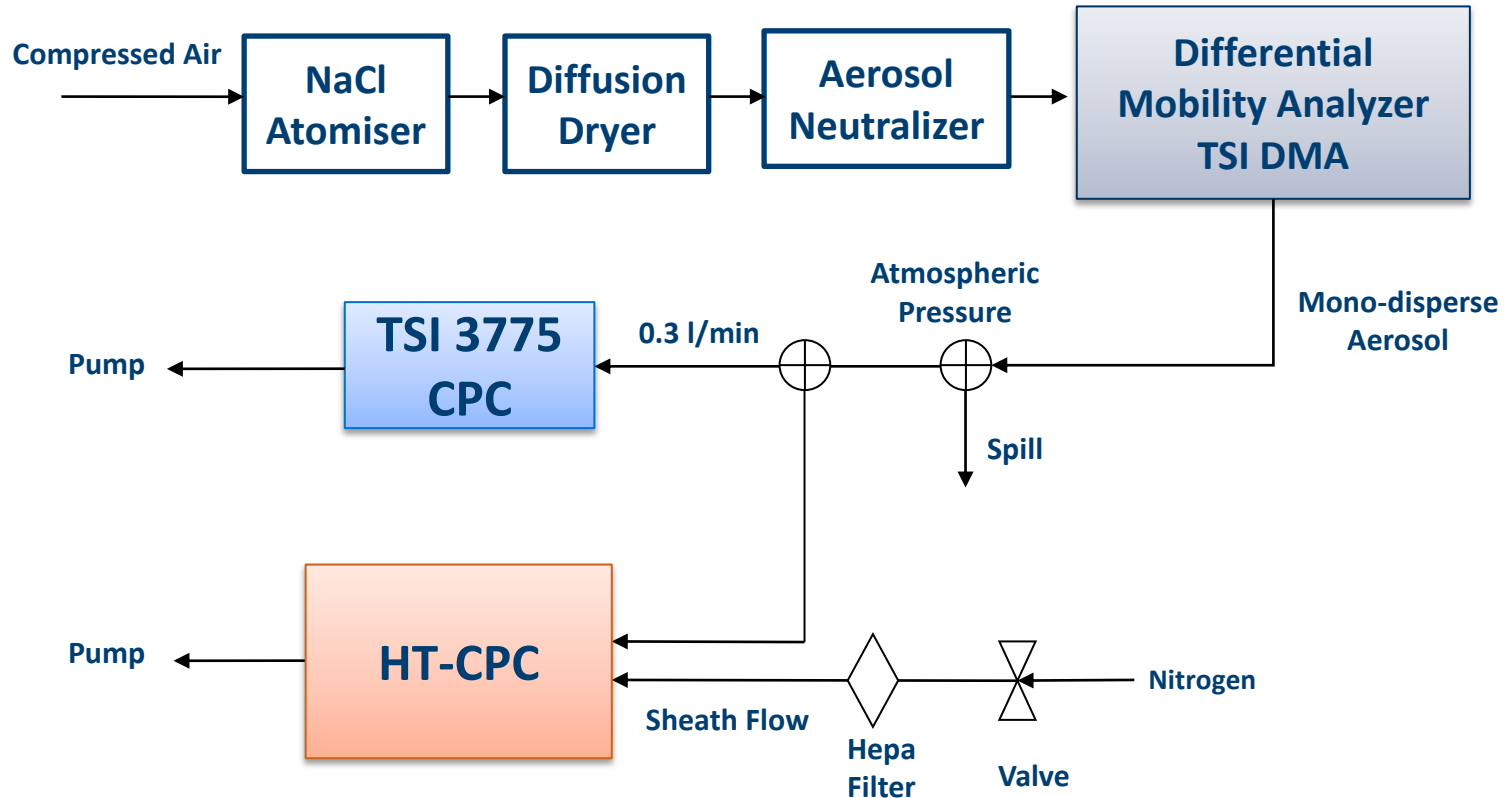 Compressed Air
NaCl
Atomiser
Diffusion
Dryer
Aerosol
Neutralizer
Differential
Mobility Analyzer
TSI DMA
Mono-disperse
Aerosol
Atmospheric
Pressure
Spill
0.3 l/min
TSI 3775
CPC
Pump
Pump
HT-CPC
Sheath Flow
Hepa
Filter
Valve
Nitrogen